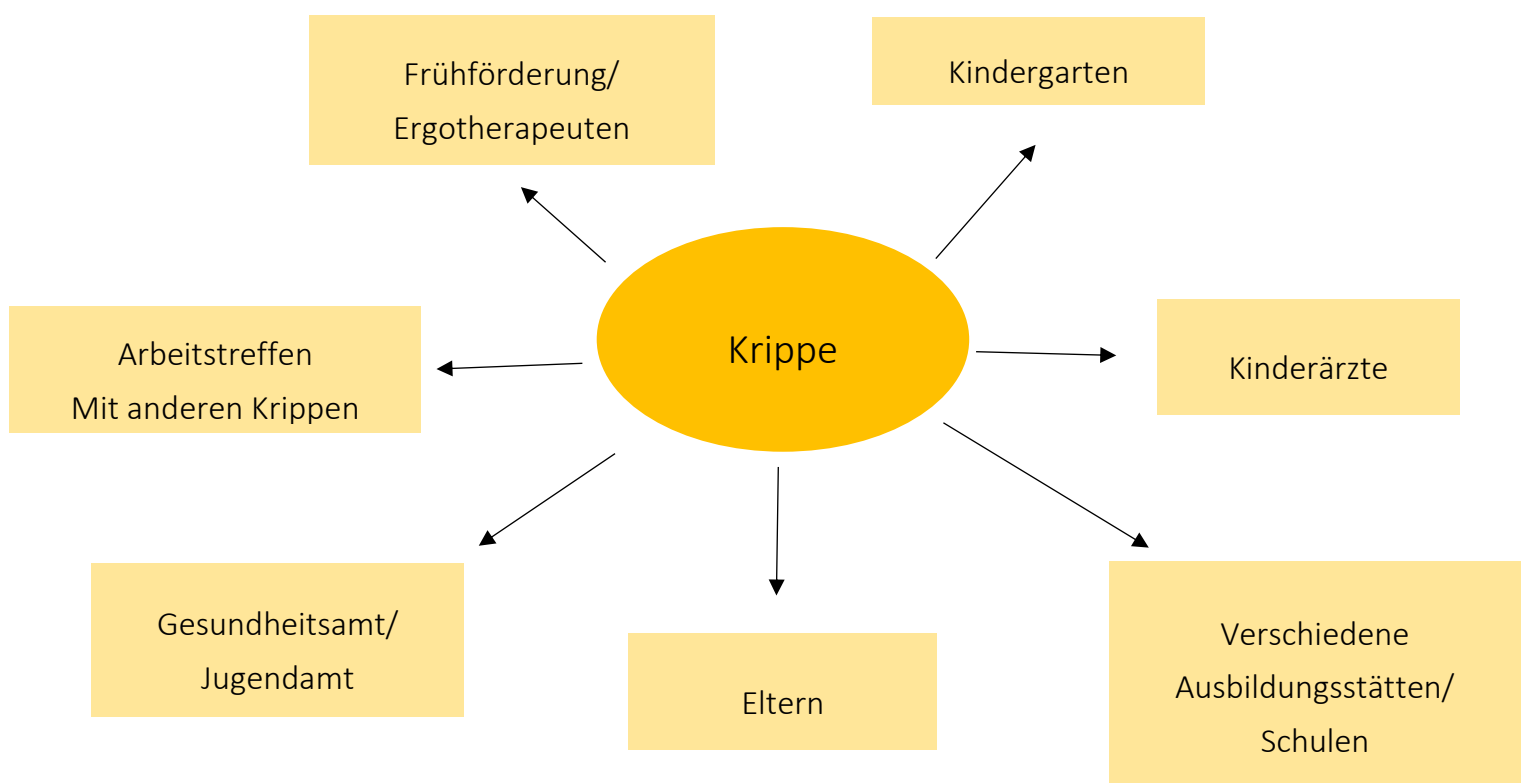 Frühförderung/
Ergotherapeuten
Kindergarten
Krippe
Arbeitstreffen
Mit anderen Krippen
Kinderärzte
Gesundheitsamt/
Jugendamt
Eltern
Verschiedene
Ausbildungsstätten/
Schulen